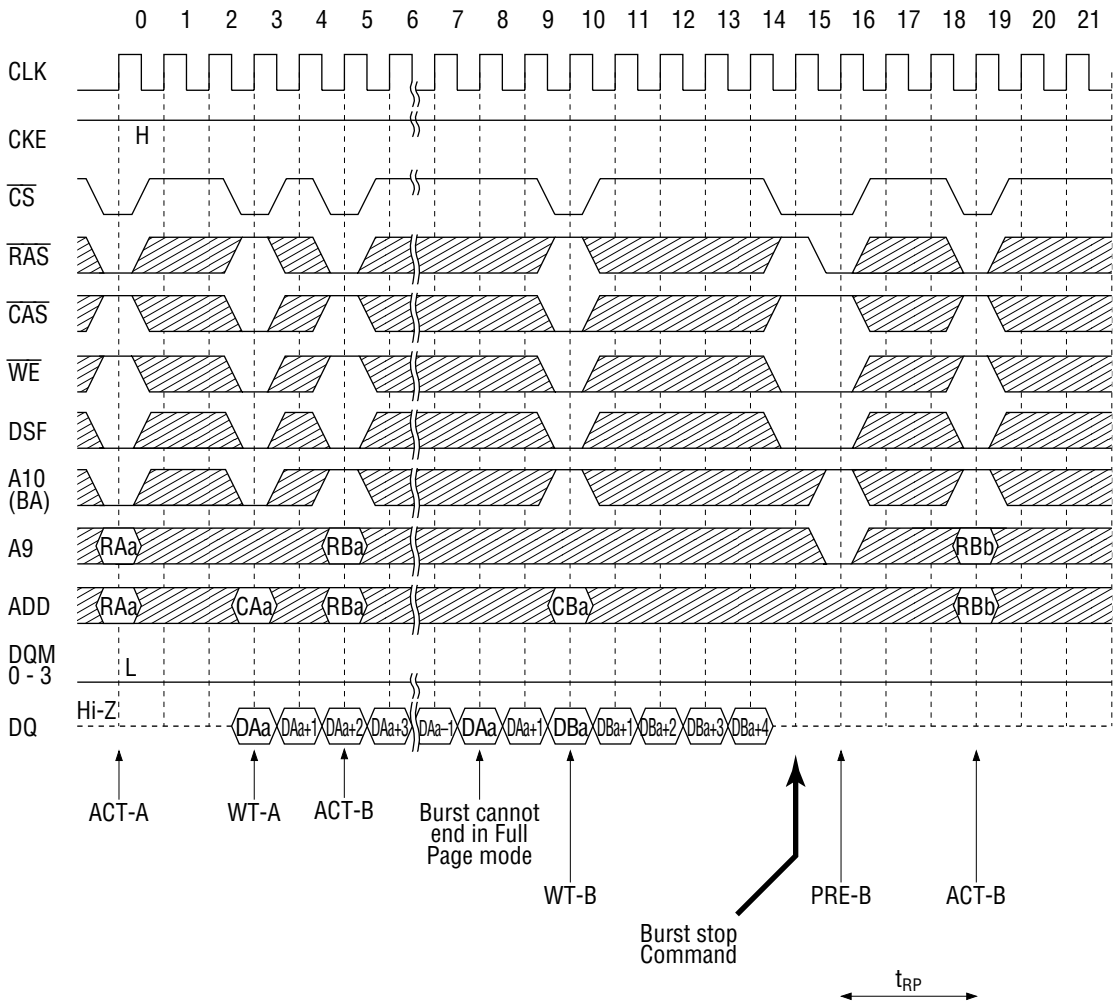 0 1 2 3 4 5 6 7 8 9 10 11 12 13 14 15 16 17 18 19 20 21
CLK
CKE H
CS
RAS
CAS
WE
DSF
A10
(BA)
A9 RAa RBa RBb
ADD RAa CAa RBa CBa RBb
DQM
0 - 3 L
Hi-Z
DQ DAa DAa+1 DAa+2 DAa+3 DAa–1 DAa DAa+1 DBa DBa+1 DBa+2 DBa+3 DBa+4
ACT-A WT-A ACT-B
Burst cannot
end in Full
Page mode
WT-B PRE-B ACT-B
Burst stop
Command
tRP